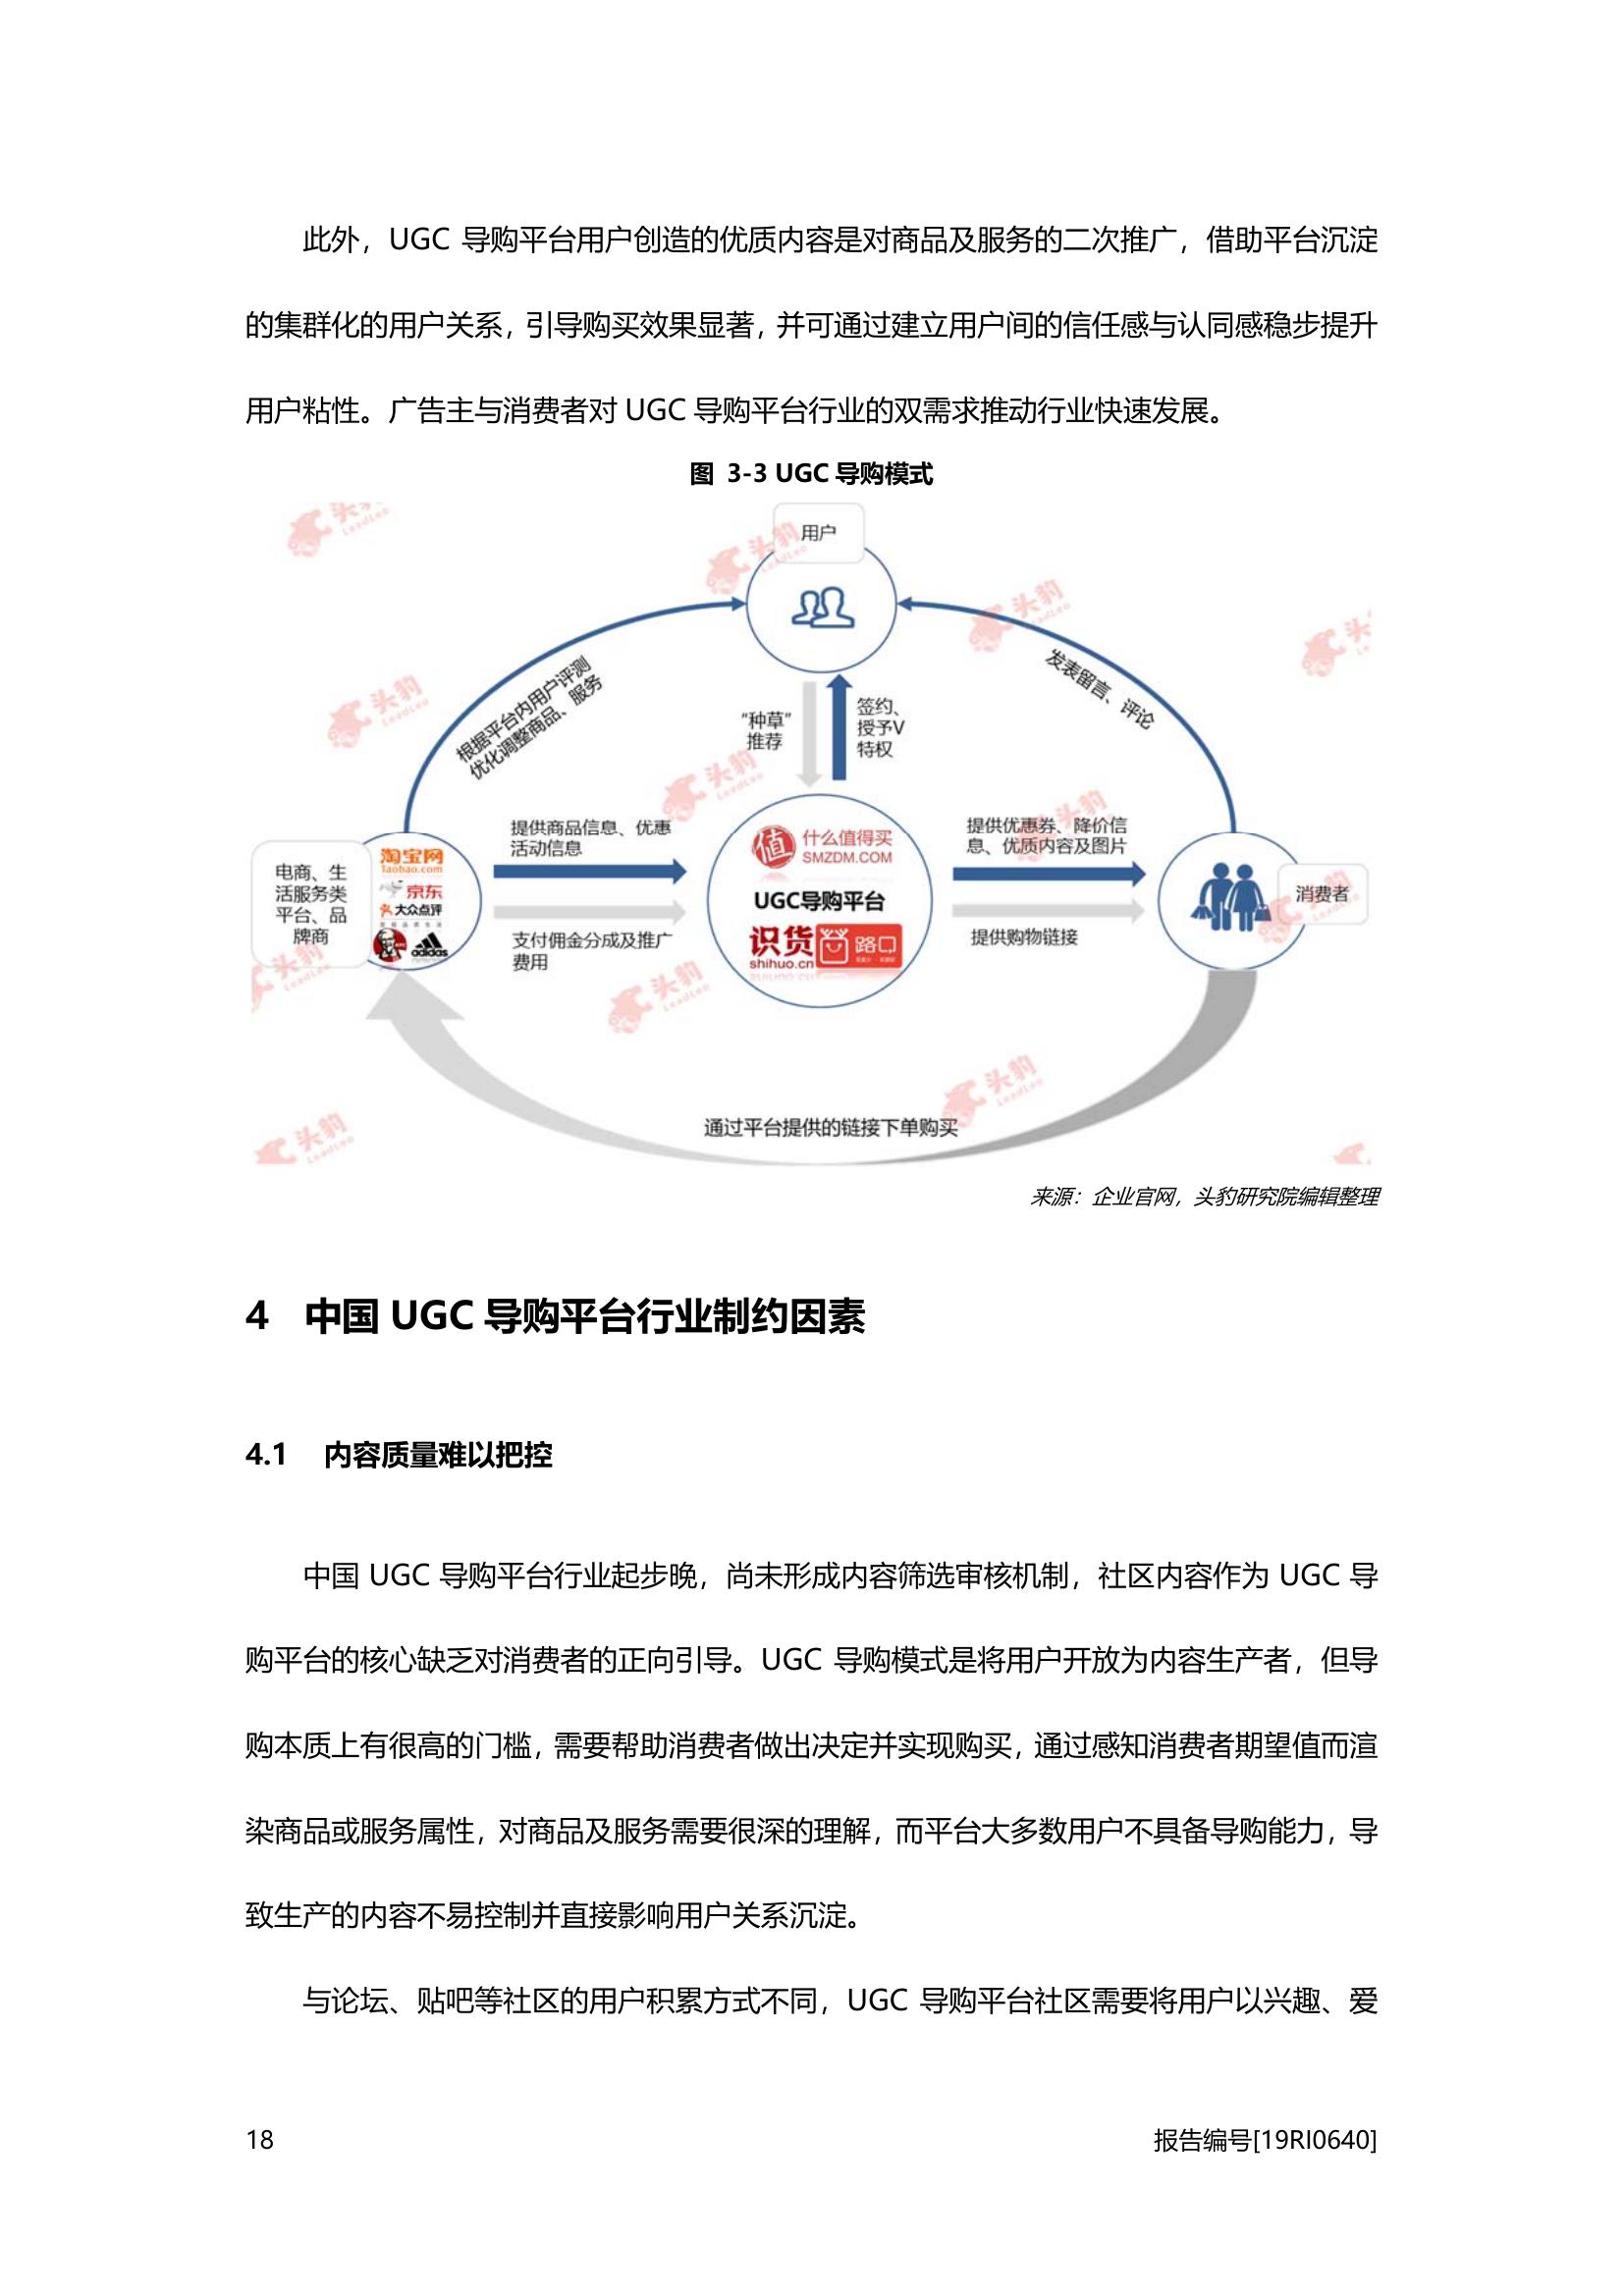 此外，UGC 导购平台用户创造的优质内容是对商品及服务的二次推广，借助平台沉淀
的集群化的用户关系，引导购买效果显著，并可通过建立用户间的信任感与认同感稳步提升
用户粘性。广告主与消费者对 UGC 导购平台行业的双需求推动行业快速发展。
图 3-3 UGC 导购模式
用户
根据平台内用户评测
优化调整商品、服务
发表留言、评论
“种草”
推荐
签约、
授予V
特权
电商、生
活服务类
平台、品
牌商
淘宝网
Taobao.com
京东
大众点评
adidas
提供商品信息、优惠
活动信息
支付佣金分成及推广
费用
值 什么值得买
SMZDM.COM
UGC导购平台
识货
shihuo.cn
路口
提供优惠券、降价信
息、优质内容及图片
提供购物链接
消费者
通过平台提供的链接下单购买
头豹
LeadLeo
来源：企业官网，头豹研究院编辑整理
4 中国 UGC 导购平台行业制约因素
4.1 内容质量难以把控
中国 UGC 导购平台行业起步晚，尚未形成内容筛选审核机制，社区内容作为 UGC 导
购平台的核心缺乏对消费者的正向引导。UGC 导购模式是将用户开放为内容生产者，但导
购本质上有很高的门槛，需要帮助消费者做出决定并实现购买，通过感知消费者期望值而渲
染商品或服务属性，对商品及服务需要很深的理解，而平台大多数用户不具备导购能力，导
致生产的内容不易控制并直接影响用户关系沉淀。
与论坛、贴吧等社区的用户积累方式不同，UGC 导购平台社区需要将用户以兴趣、爱
18
报告编号[19RI0640]